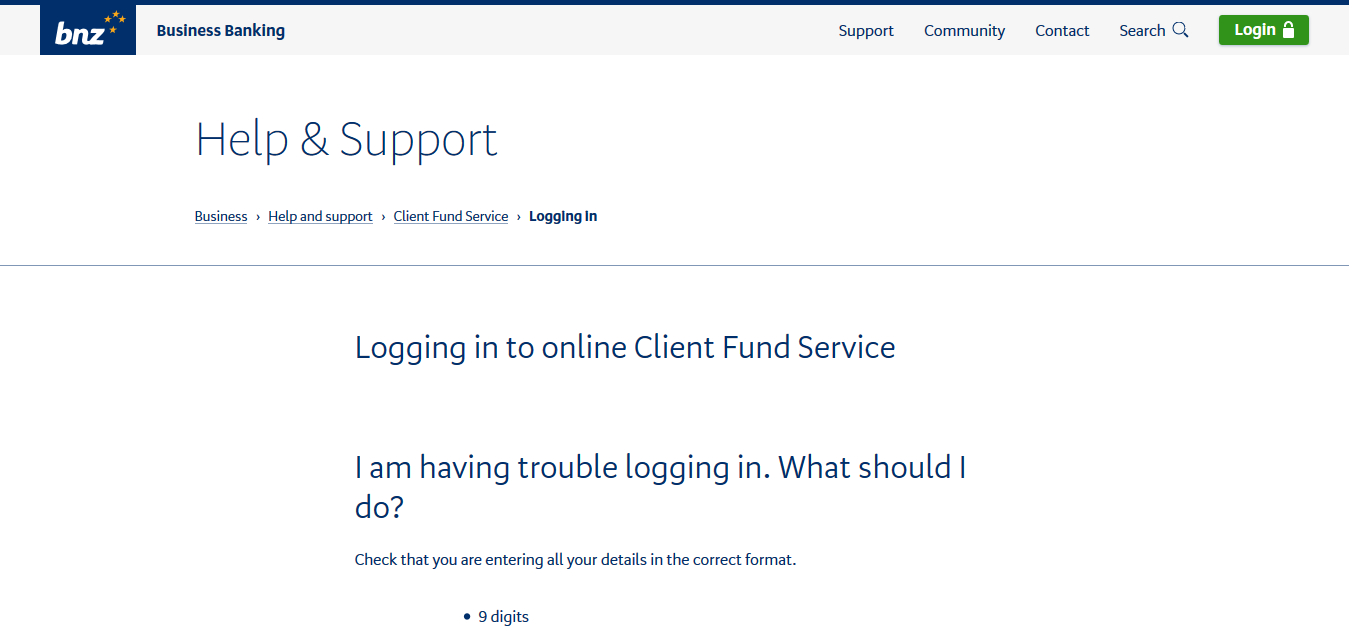 bnz Business Banking Support Community Contact Search Login
Help & Support
Business › Help and support › Client Fund Service › Logging in
Logging in to online Client Fund Service
I am having trouble logging in. What should I
do?
Check that you are entering all your details in the correct format.
• 9 digits